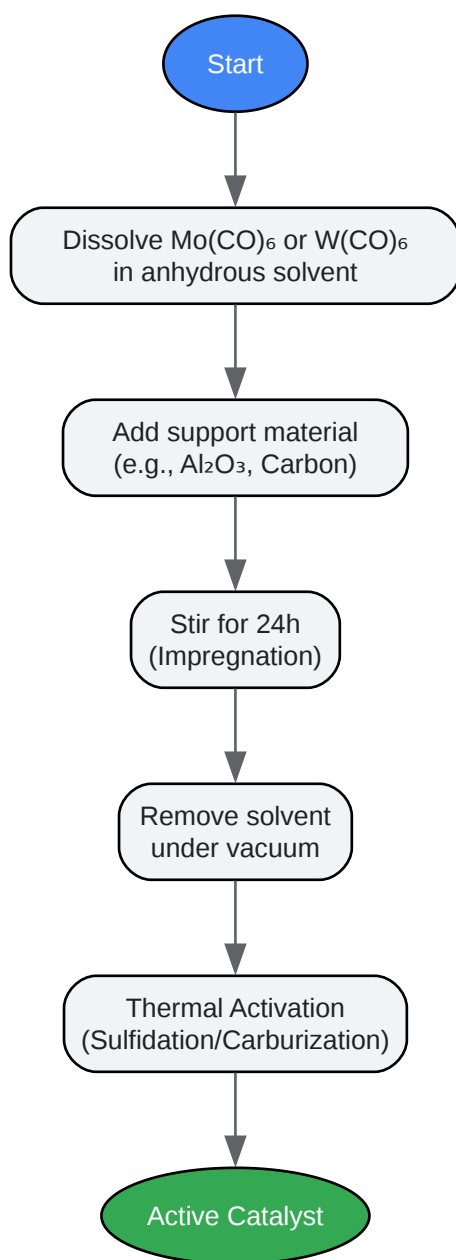 Start
Dissolve Mo(CO)₆ or W(CO)₆
in anhydrous solvent
Add support material
(e.g., Al₂O₃, Carbon)
Stir for 24h
(Impregnation)
Remove solvent
under vacuum
Thermal Activation
(Sulfidation/Carburization)
Active Catalyst